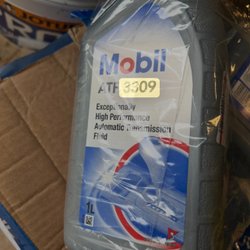 Mobil
ATF 3309
Exceptionally
High Performance
Automatic Transmission
Fluid
1L